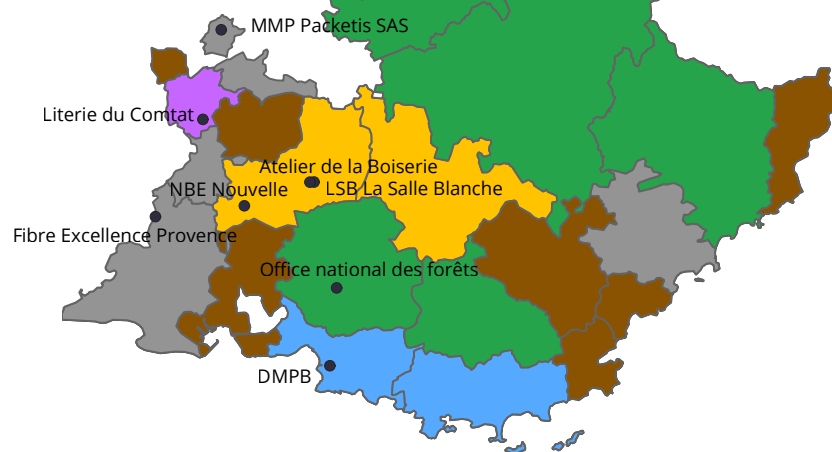 MMP Packetis SAS
Literie du Comtat
Atelier de la Boiserie
NBE Nouvelle
LSB La Salle Blanche
Fibre Excellence Provence
Office national des forêts
DMPB